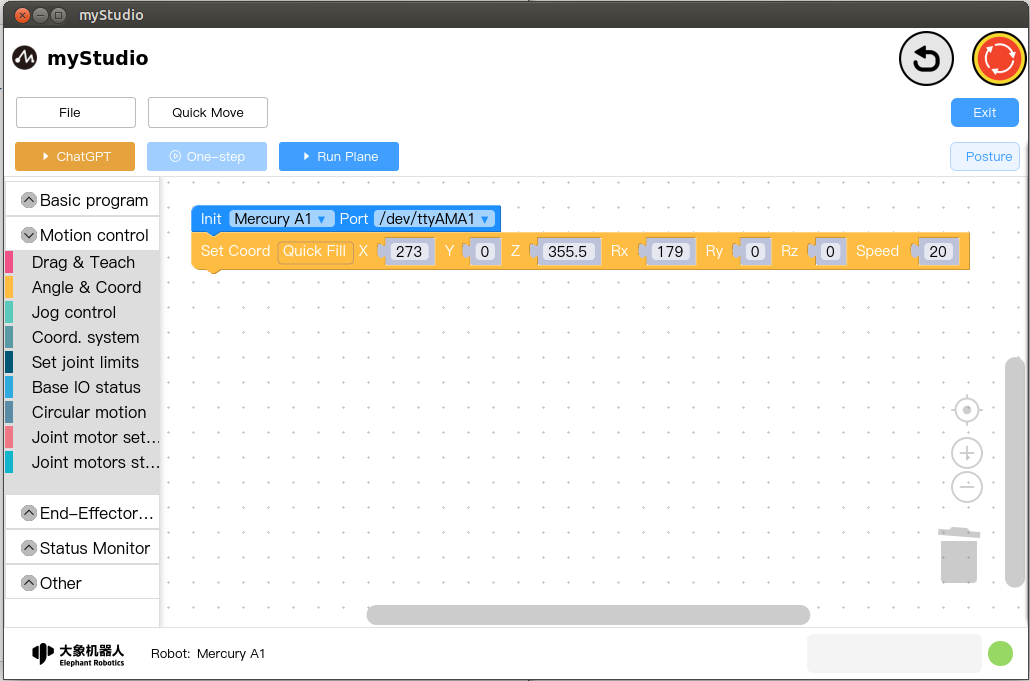 myStudio
myStudio
File
Quick Move
Exit
ChatGPT
One-step
Run Plane
Posture
Basic program
Motion control
Drag & Teach
Angle & Coord
Jog control
Coord. system
Set joint limits
Base IO status
Circular motion
Joint motor set...
Joint motors st...
End-Effector...
Status Monitor
Other
Init Mercury A1 Port /dev/ttyAMA1
Set Coord Quick Fill X 273 Y 0 Z 355.5 Rx 179 Ry 0 Rz 0 Speed 20
大象机器人
Elephant Robotics
Robot: Mercury A1